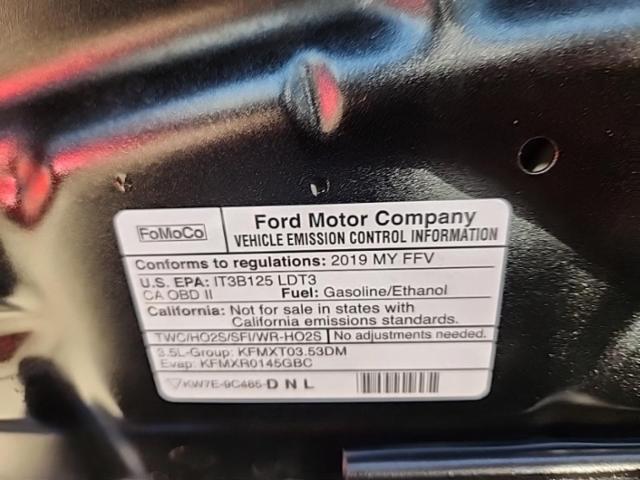 FoMoCo
Ford Motor Company
VEHICLE EMISSION CONTROL INFORMATION
Conforms to regulations: 2019 MY FFV
U.S. EPA: IT3B125 LDT3
CA OBD II Fuel: Gasoline/Ethanol
California: Not for sale in states with
California emissions standards.
TWC/HO2S/SFI/WR-HO2S No adjustments needed.
3.5L-Group: KFMXT03.53DM
Evap: KFMXR0145GBC
KW7E-9C485-D N L